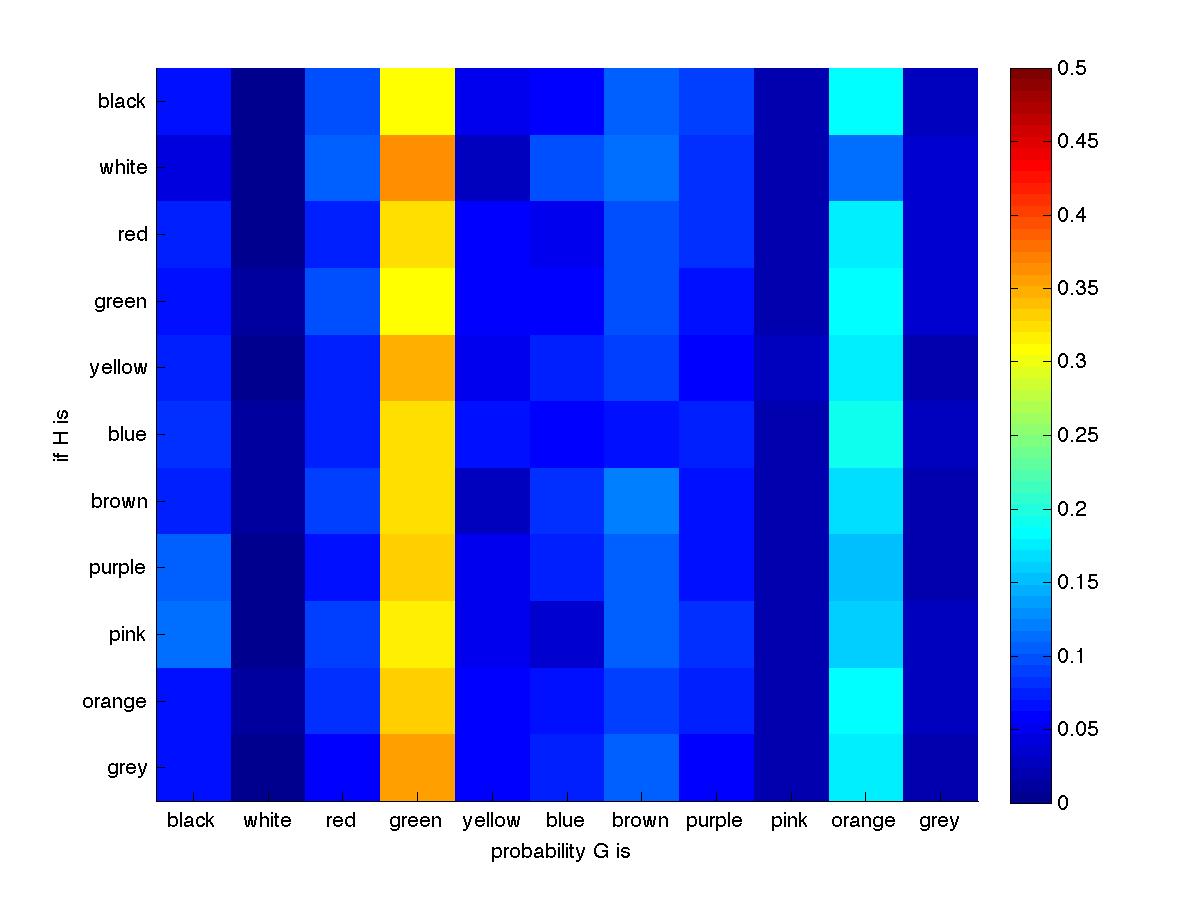 black
white
red
green
yellow
blue
brown
purple
pink
orange
grey
if H is
black white red green yellow blue brown purple pink orange grey
probability G is
0.5
0.45
0.4
0.35
0.3
0.25
0.2
0.15
0.1
0.05
0